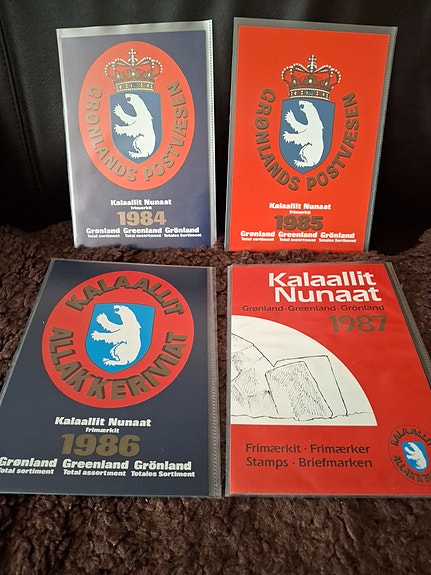 GRØNLANDS POSTVÆSEN
Kalaallit Nunaat
frimærkit
1984
Grønland Greenland Grönland
Total sortiment Total assortment Totales Sortiment
GRØNLANDS POSTVÆSEN
Kalaallit Nunaat
frimærkit
1985
Grønland Greenland Grönland
Total sortiment Total assortment Totales Sortiment
KALAALLIT
ALLAKKERIVIAT
Kalaallit Nunaat
frimærkit
1986
Grønland Greenland Grönland
Total sortiment Total assortment Totales Sortiment
Kalaallit
Nunaat
Grønland·Greenland·Grönland
1987
Frimærkit · Frimærker
Stamps · Briefmarken
KALAALLIT
ALLAKKERIVIAT